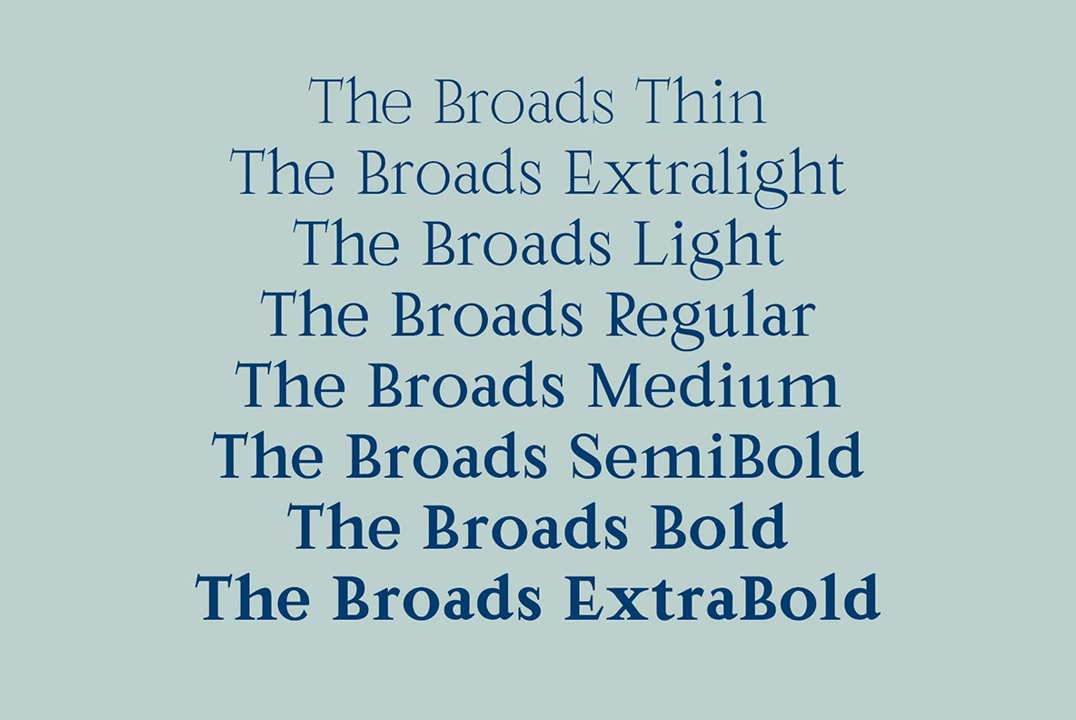 The Broads Thin
The Broads Extralight
The Broads Light
The Broads Regular
The Broads Medium
The Broads SemiBold
The Broads Bold
The Broads ExtraBold